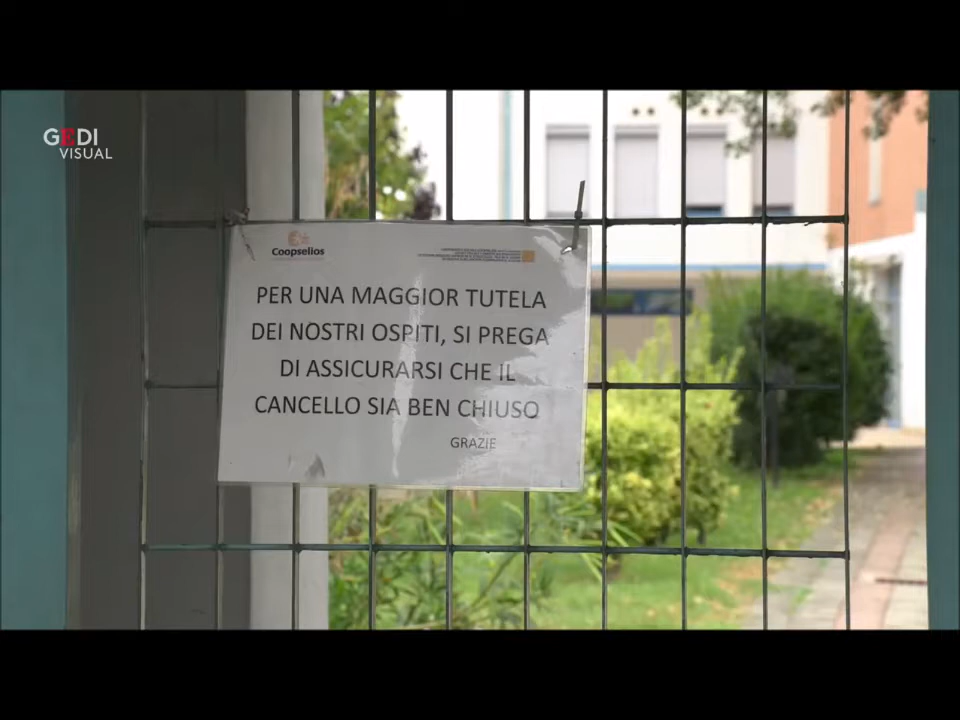 GEDI
VISUAL
Coopselios
PER UNA MAGGIOR TUTELA
DEI NOSTRI OSPITI, SI PREGA
DI ASSICURARSI CHE IL
CANCELLO SIA BEN CHIUSO
GRAZIE